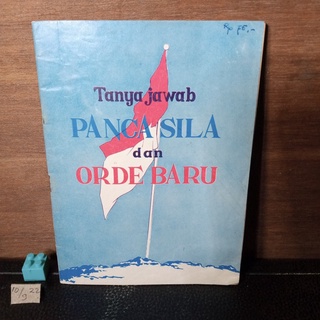 Tanya jawab
PANCA SILA
dan
ORDE BARU